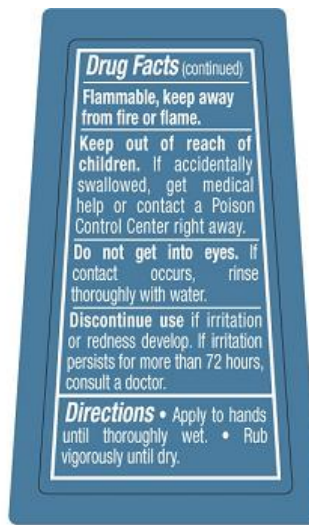 Drug Facts (continued)
Flammable, keep away
from fire or flame.
Keep out of reach of
children. If accidentally
swallowed, get medical
help or contact a Poison
Control Center right away.
Do not get into eyes. If
contact occurs, rinse
thoroughly with water.
Discontinue use if irritation
or redness develop. If irritation
persists for more than 72 hours,
consult a doctor.
Directions • Apply to hands
until thoroughly wet. • Rub
vigorously until dry.